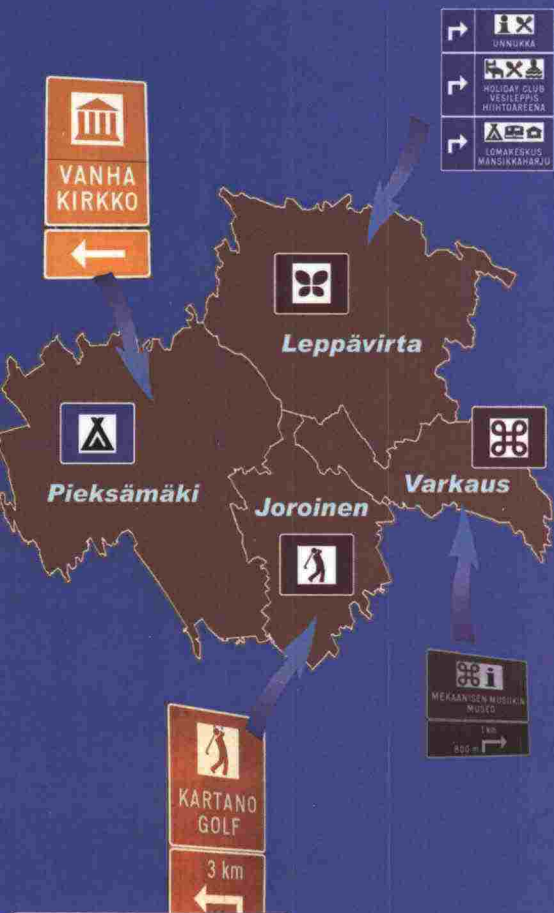 UNNUKKA
HOLIDAY CLUB
VESILEPPIS
HIIHTOAREENA
LOMAKESKUS
MANSIKKAHARJU
VANHA
KIRKKO
Leppävirta
Pieksämäki
Joroinen
Varkaus
MEKAANISEN MUSIIKIN
MUSEO
1 km
800 m
KARTANO
GOLF
3 km